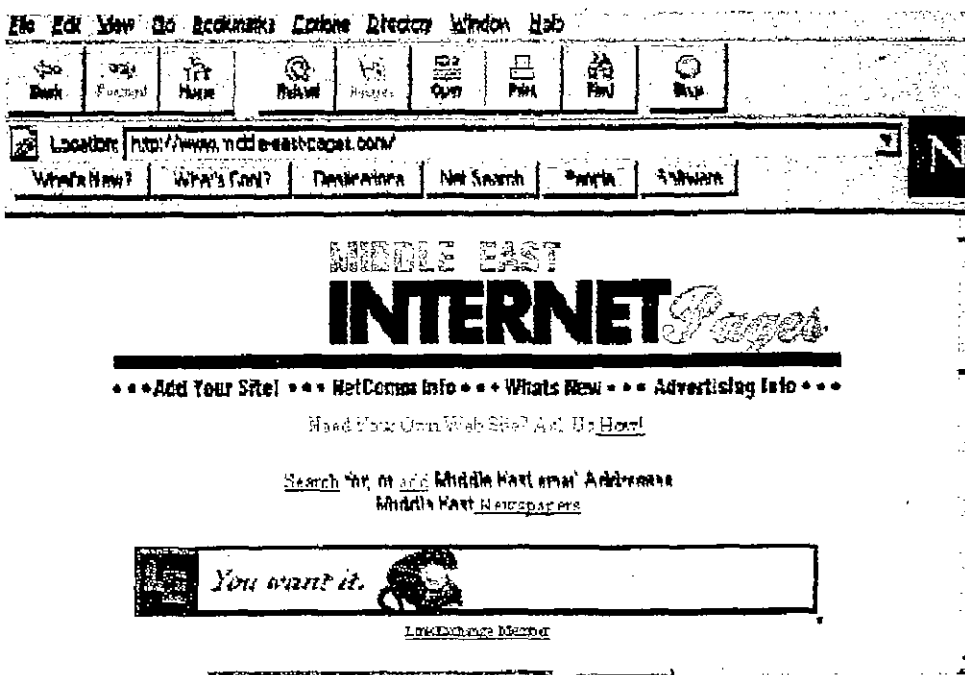 File Edit View Go Bookmarks Options Directory Window Help
Back Forward Home Reload Images Open Print Find Stop
Location: http://www.middle-eastpages.com/
N
What's New? What's Cool? Destinations Net Search People Software
MIDDLE EAST
INTERNET Pages
Add Your Site! NetComms Info Whats New Advertising Info
Need Your Own Web Site? Ask Us How!
Search for, or add Middle East email Addresses
Middle East Newspapers
You want it.
LinkExchange Member